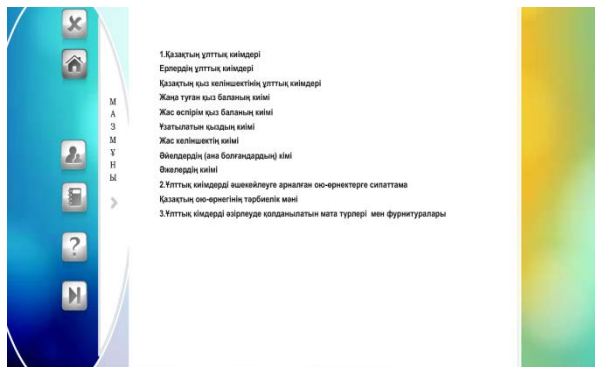 МАЗМҰНЫ
1.Қазақтың ұлттық киімдері
Ерлердің ұлттық киімдері
Қазақтың қыз келіншектінің ұлттық киімдері
Жаңа туған қыз баланың киімі
Жас өспірім қыз баланың киімі
Ұзатылатын қыздың киімі
Жас келіншектің киімі
Әйелдердің (ана болғандардың) кімі
Әжелердің киімі
2.Ұлттық киімдерді әшекейлеуге арналған ою-өрнектерге сипаттама
Қазақтың ою-өрнегінің тәрбиелік мәні
3.Ұлттық кімдерді әзірлеуде қолданылатын мата түрлері мен фурнитуралары